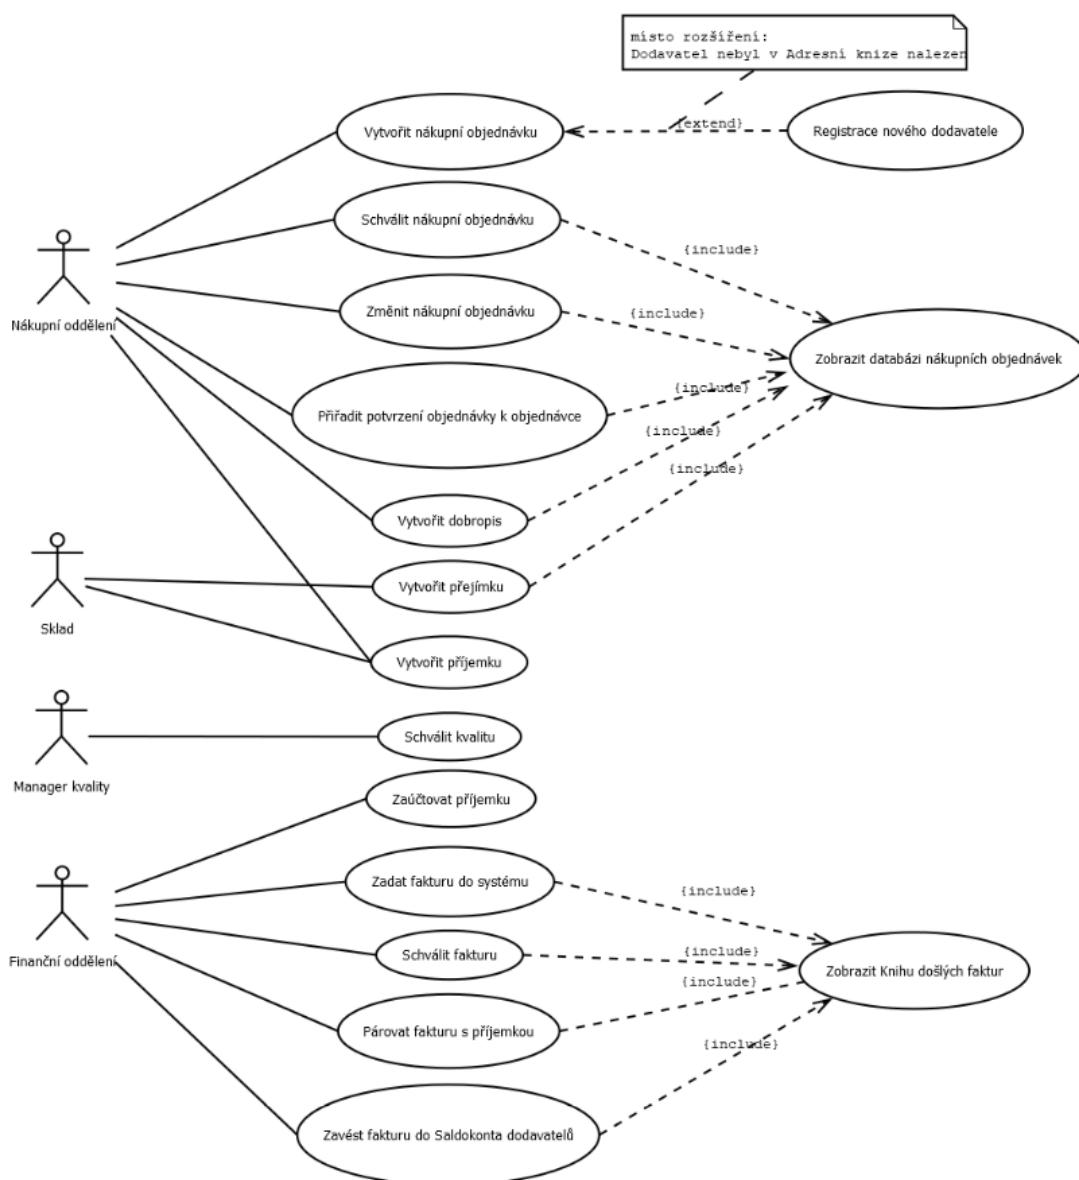 místo rozšíření:
Dodavatel nebyl v Adresní knize nalezen
Vytvořit nákupní objednávku
{extend}
Registrace nového dodavatele
Schválit nákupní objednávku
{include}
Změnit nákupní objednávku
{include}
Nákupní oddělení
Zobrazit databázi nákupních objednávek
{include}
Přiřadit potvrzení objednávky k objednávce
{include}
{include}
Vytvořit dobropis
Vytvořit přejímku
Sklad
Vytvořit příjemku
Schválit kvalitu
Manager kvality
Zaúčtovat příjemku
Zadat fakturu do systému
{include}
Finanční oddělení
Schválit fakturu
{include}
Zobrazit Knihu došlých faktur
{include}
Párovat fakturu s příjemkou
{include}
Zavést fakturu do Saldokonta dodavatelů